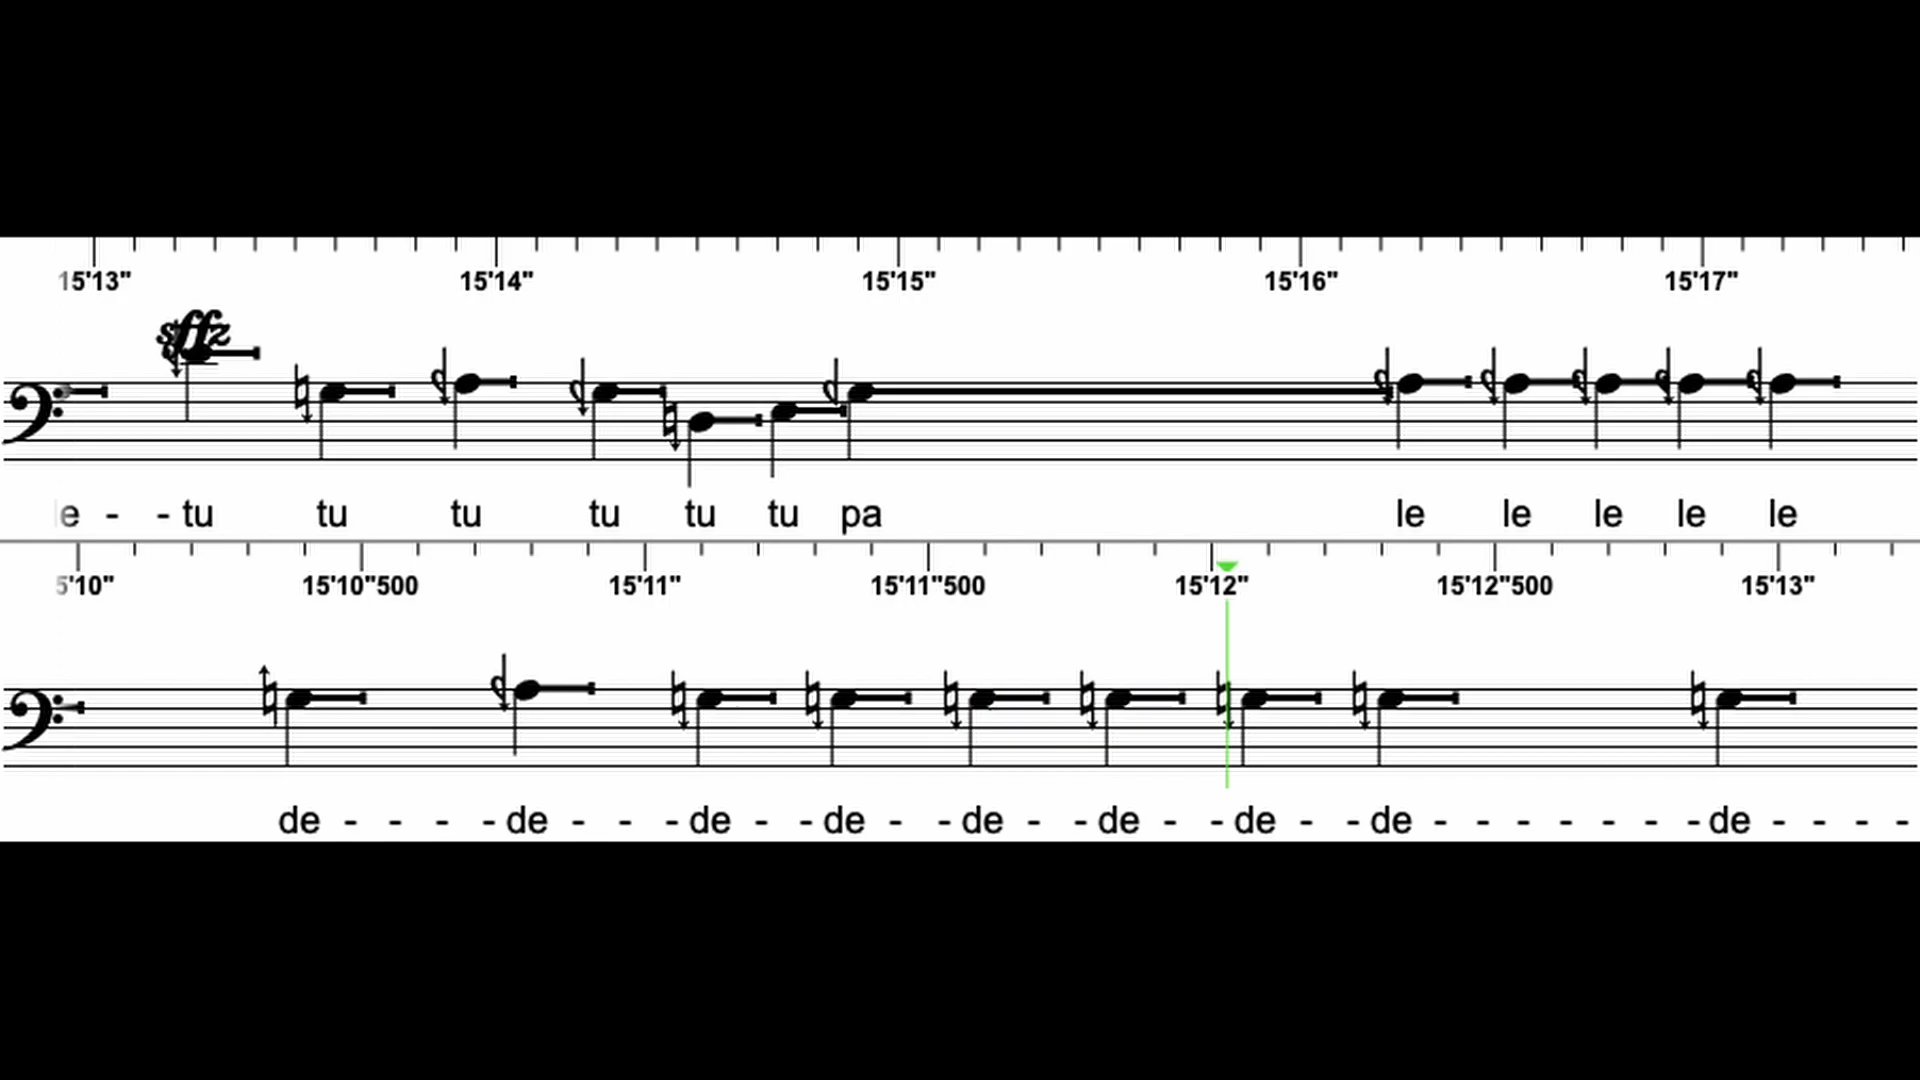 15'13" 15'14" 15'15" 15'16" 15'17"
sffz
e - - tu tu tu tu tu tu pa le le le le le
5'10" 15'10"500 15'11" 15'11"500 15'12" 15'12"500 15'13"
de - - - - de - - - de - - de - - de - - de - - de - - de - - - - - - - de - - - -